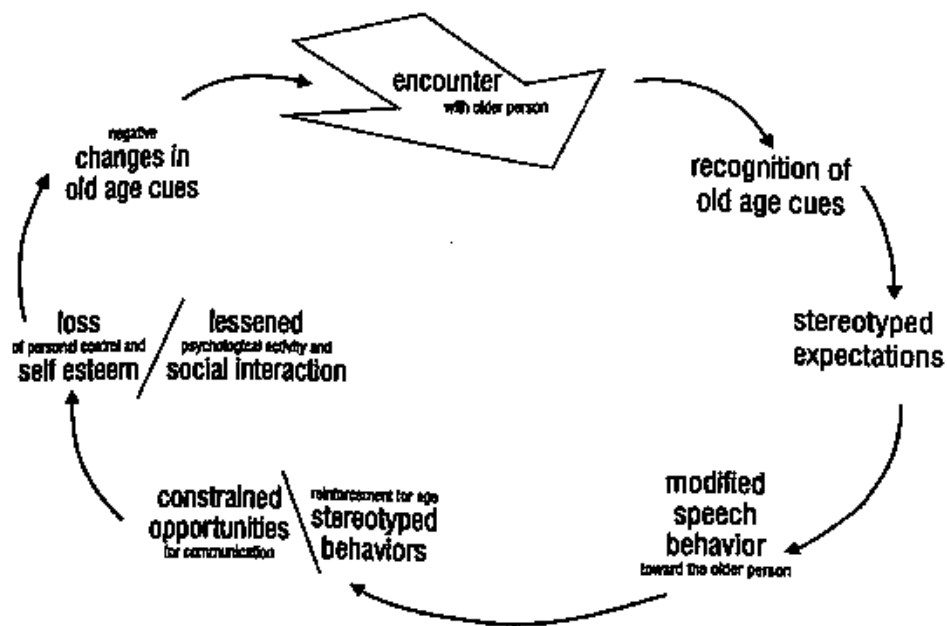 encounter
with older person
recognition of
old age cues
stereotyped
expectations
modified
speech
behavior
toward the older person
reinforcement for age
stereotyped
behaviors
constrained
opportunities
for communication
lessened
psychological activity and
social interaction
loss
of personal control and
self esteem
negative
changes in
old age cues